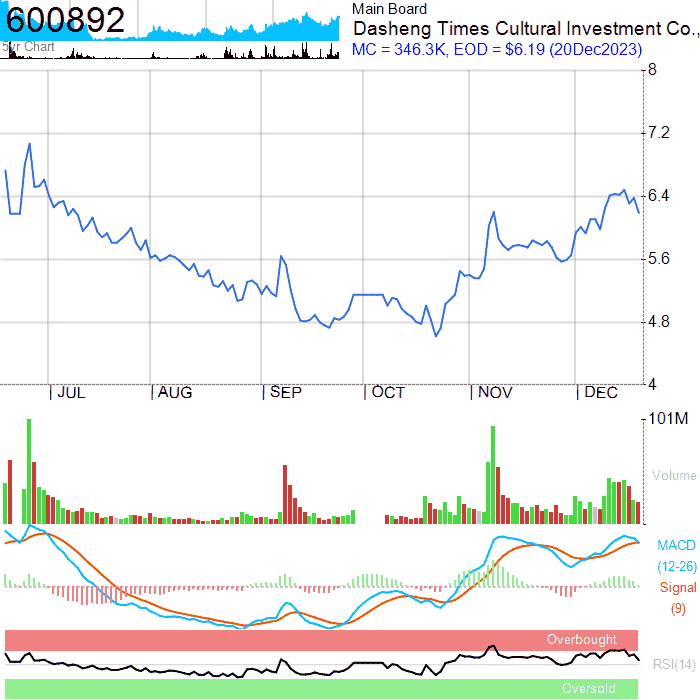 600892
5yr Chart
Main Board
Dasheng Times Cultural Investment Co.,
MC = 346.3K, EOD = $6.19 (20Dec2023)
8
7.2
6.4
5.6
4.8
4
JUL AUG SEP OCT NOV DEC
101M
Volume
MACD
(12-26)
Signal
(9)
Overbought
RSI(14)
Oversold